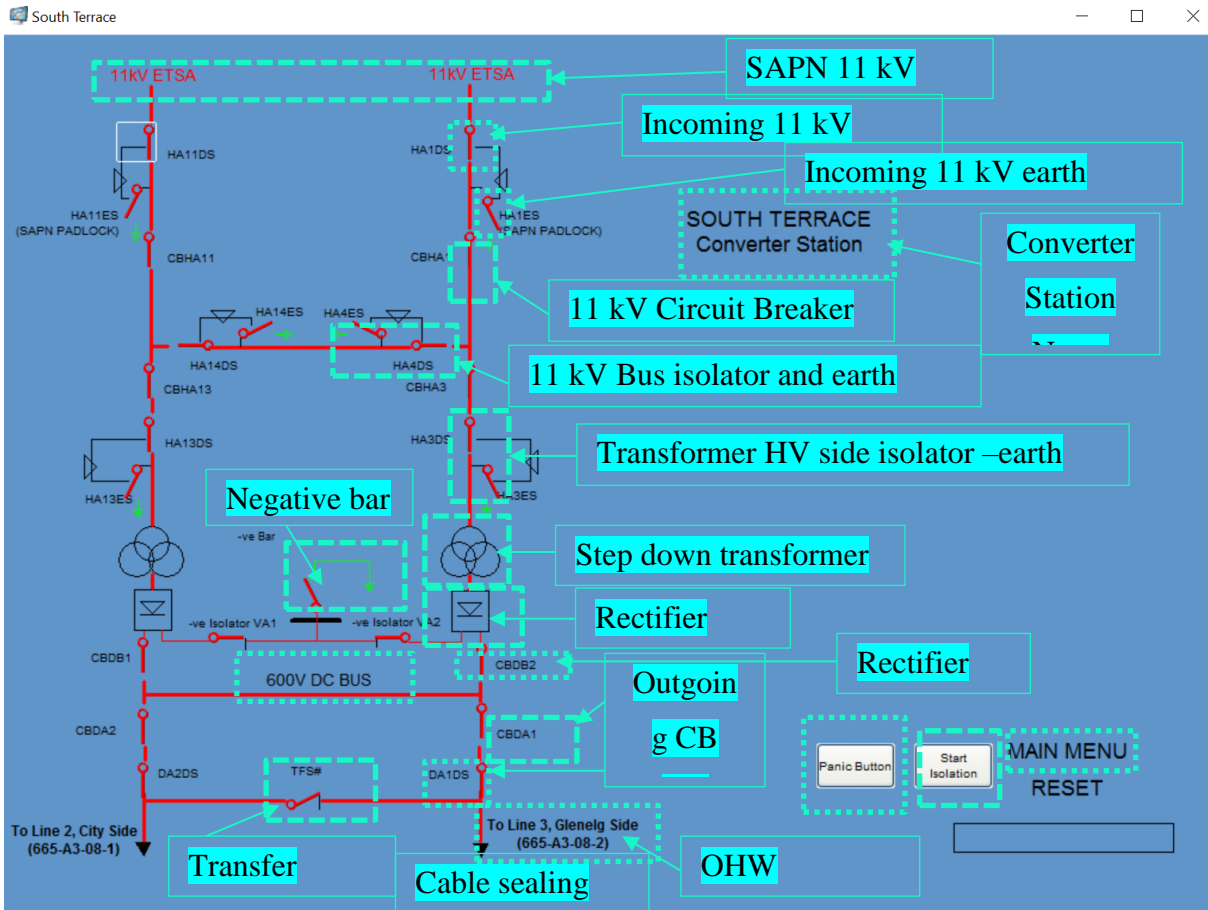 South Terrace
11kV ETSA
11kV ETSA
SAPN 11 kV
Incoming 11 kV
HA11DS
HA1DS
Incoming 11 kV earth
HA11ES
(SAPN PADLOCK)
HA1ES
(SAPN PADLOCK)
SOUTH TERRACE
Converter Station
Converter
Station
CBHA11
CBHA1
11 kV Circuit Breaker
HA14ES
HA4ES
HA14DS
HA4DS
11 kV Bus isolator and earth
CBHA13
CBHA3
HA13DS
HA3DS
Transformer HV side isolator –earth
HA13ES
HA3ES
Negative bar
-ve Bar
Step down transformer
Rectifier
-ve Isolator VA1
-ve Isolator VA2
CBDB1
CBDB2
Rectifier
600V DC BUS
Outgoin
g CB
CBDA2
CBDA1
DA2DS
TFS#
DA1DS
Panic Button
Start
Isolation
MAIN MENU
RESET
To Line 2, City Side
(665-A3-08-1)
To Line 3, Glenelg Side
(665-A3-08-2)
Transfer
Cable sealing
OHW